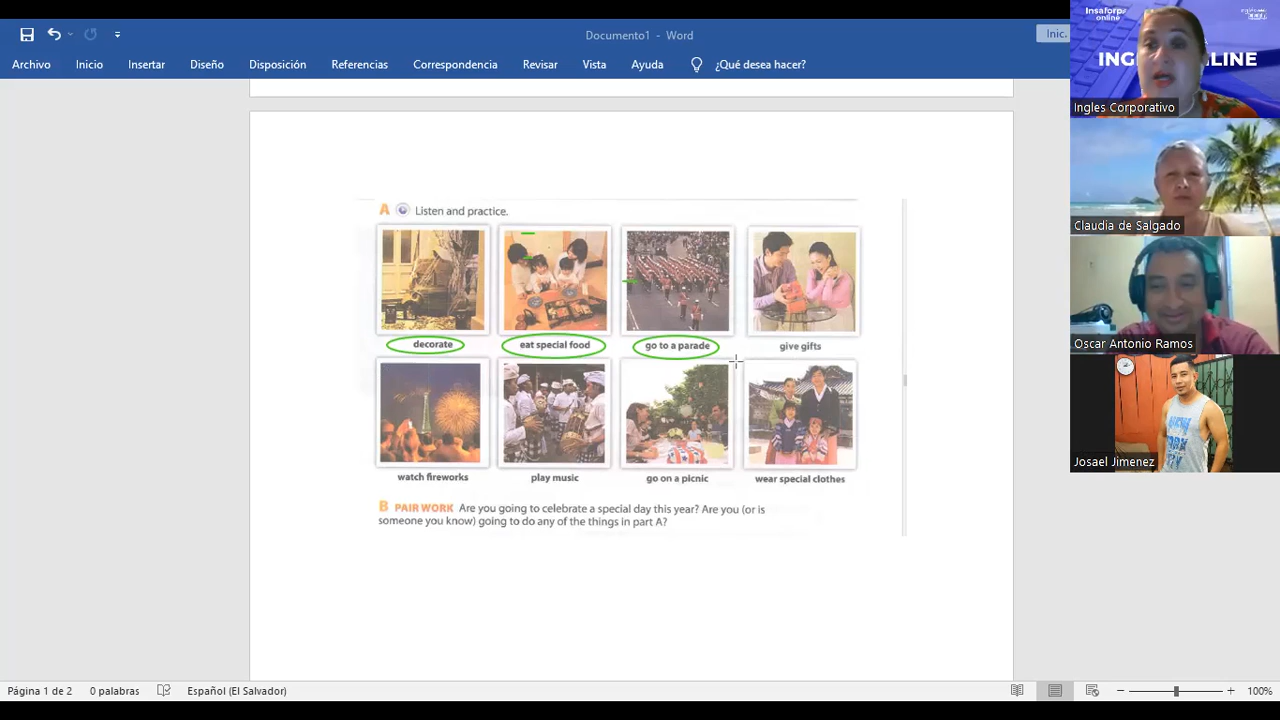 Documento1 - Word
Inic.
Archivo Inicio Insertar Diseño Disposición Referencias Correspondencia Revisar Vista Ayuda ¿Qué desea hacer?
A Listen and practice.
decorate eat special food go to a parade give gifts
watch fireworks play music go on a picnic wear special clothes
B PAIR WORK Are you going to celebrate a special day this year? Are you (or is
someone you know) going to do any of the things in part A?
Insaforp
online
INGL LINE
Ingles Corporativo
Claudia de Salgado
Oscar Antonio Ramos
Josael Jimenez
Página 1 de 2 0 palabras Español (El Salvador) 100%